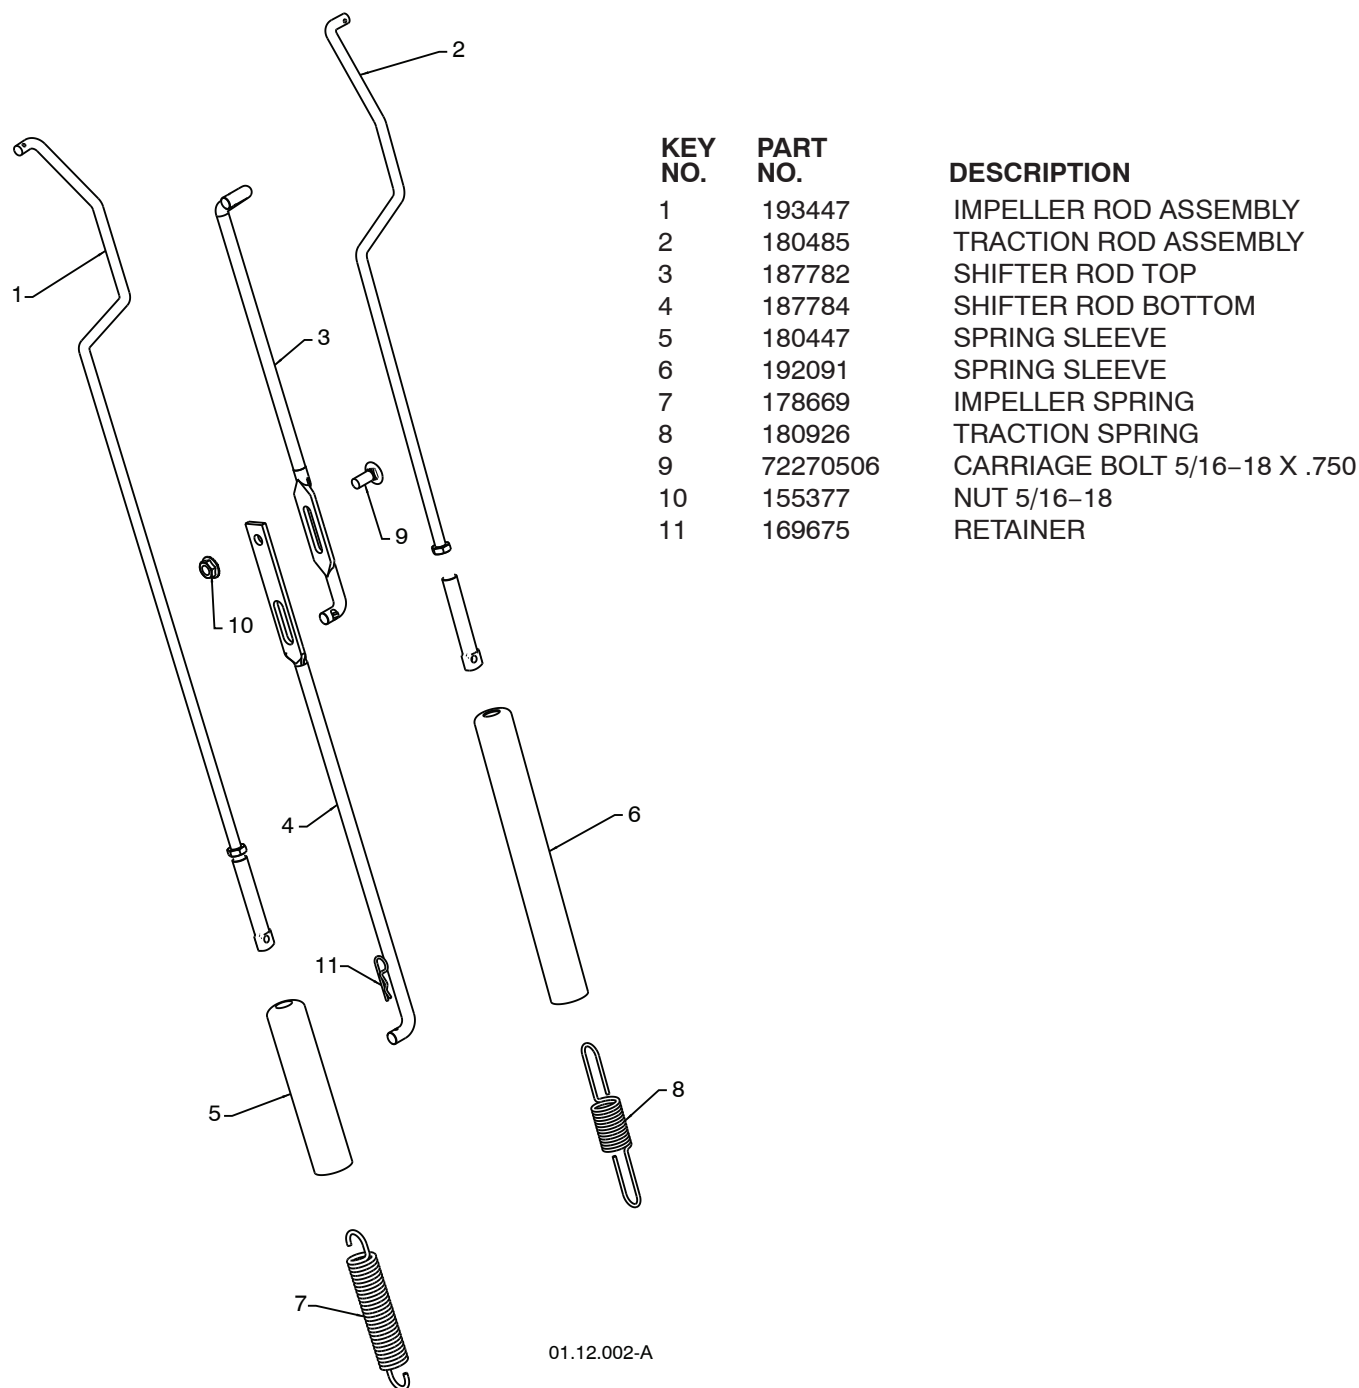 2
1
3
9
10
4
6
11
5
8
7
KEY PART
NO. NO. DESCRIPTION
1 193447 IMPELLER ROD ASSEMBLY
2 180485 TRACTION ROD ASSEMBLY
3 187782 SHIFTER ROD TOP
4 187784 SHIFTER ROD BOTTOM
5 180447 SPRING SLEEVE
6 192091 SPRING SLEEVE
7 178669 IMPELLER SPRING
8 180926 TRACTION SPRING
9 72270506 CARRIAGE BOLT 5/16–18 X .750
10 155377 NUT 5/16–18
11 169675 RETAINER
01.12.002-A